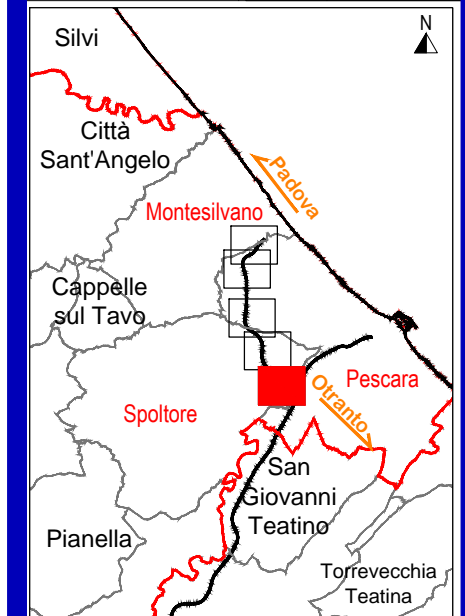 Silvi
N
Città
Sant'Angelo
Padova
Montesilvano
Cappelle
sul Tavo
Pescara
Otranto
Spoltore
San
Giovanni
Teatino
Pianella
Torrevecchia
Teatina